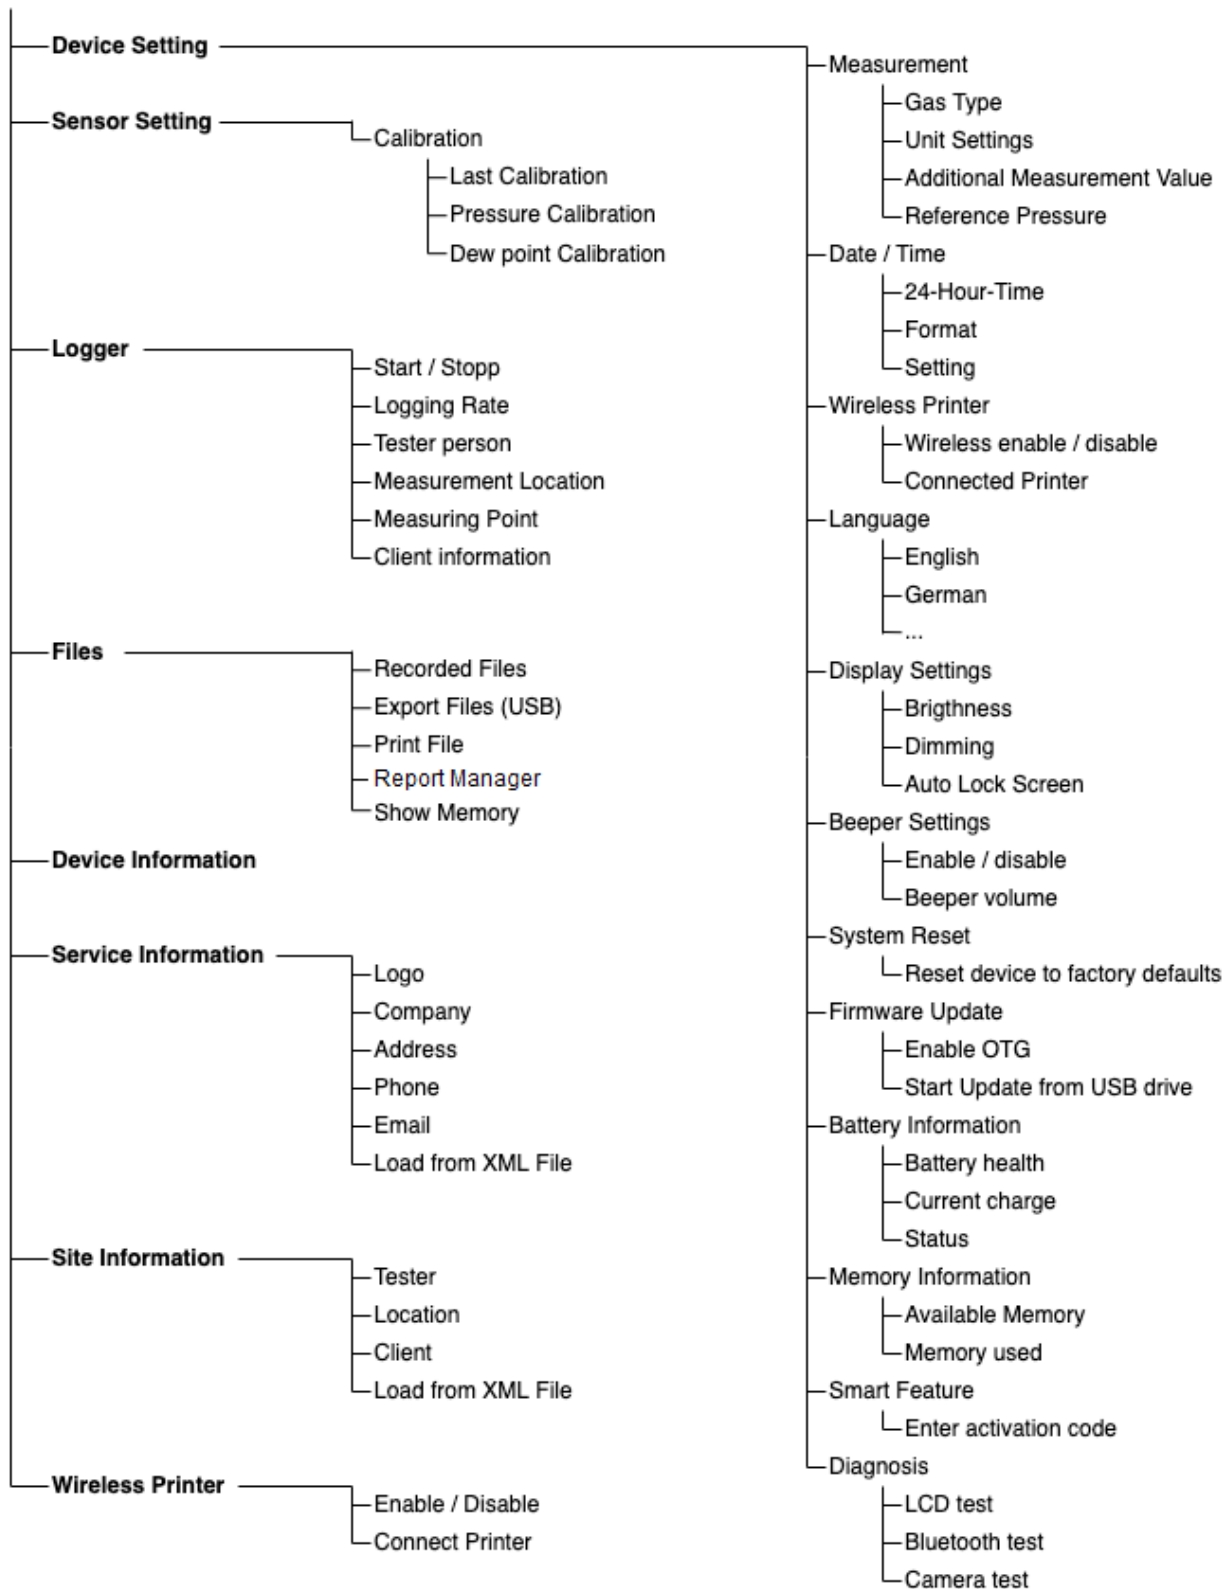 Device Setting
Measurement
Gas Type
Unit Settings
Additional Measurement Value
Reference Pressure
Date / Time
24-Hour-Time
Format
Setting
Wireless Printer
Wireless enable / disable
Connected Printer
Language
English
German
...
Display Settings
Brigthness
Dimming
Auto Lock Screen
Beeper Settings
Enable / disable
Beeper volume
System Reset
Reset device to factory defaults
Firmware Update
Enable OTG
Start Update from USB drive
Battery Information
Battery health
Current charge
Status
Memory Information
Available Memory
Memory used
Smart Feature
Enter activation code
Diagnosis
LCD test
Bluetooth test
Camera test
Sensor Setting
Calibration
Last Calibration
Pressure Calibration
Dew point Calibration
Logger
Start / Stopp
Logging Rate
Tester person
Measurement Location
Measuring Point
Client information
Files
Recorded Files
Export Files (USB)
Print File
Report Manager
Show Memory
Device Information
Service Information
Logo
Company
Address
Phone
Email
Load from XML File
Site Information
Tester
Location
Client
Load from XML File
Wireless Printer
Enable / Disable
Connect Printer